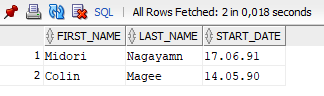 SQL | All Rows Fetched: 2 in 0,018 seconds
FIRST_NAME LAST_NAME START_DATE
1 Midori Nagayamn 17.06.91
2 Colin Magee 14.05.90